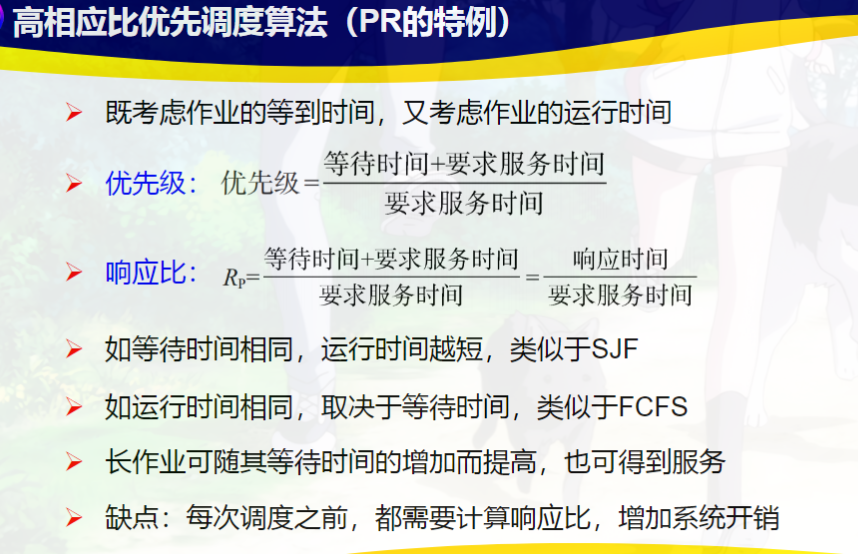 高相应比优先调度算法（PR的特例）
既考虑作业的等到时间，又考虑作业的运行时间
优先级： 优先级=等待时间+要求服务时间/要求服务时间
响应比： RP=等待时间+要求服务时间/要求服务时间=响应时间/要求服务时间
如等待时间相同，运行时间越短，类似于SJF
如运行时间相同，取决于等待时间，类似于FCFS
长作业可随其等待时间的增加而提高，也可得到服务
缺点：每次调度之前，都需要计算响应比，增加系统开销